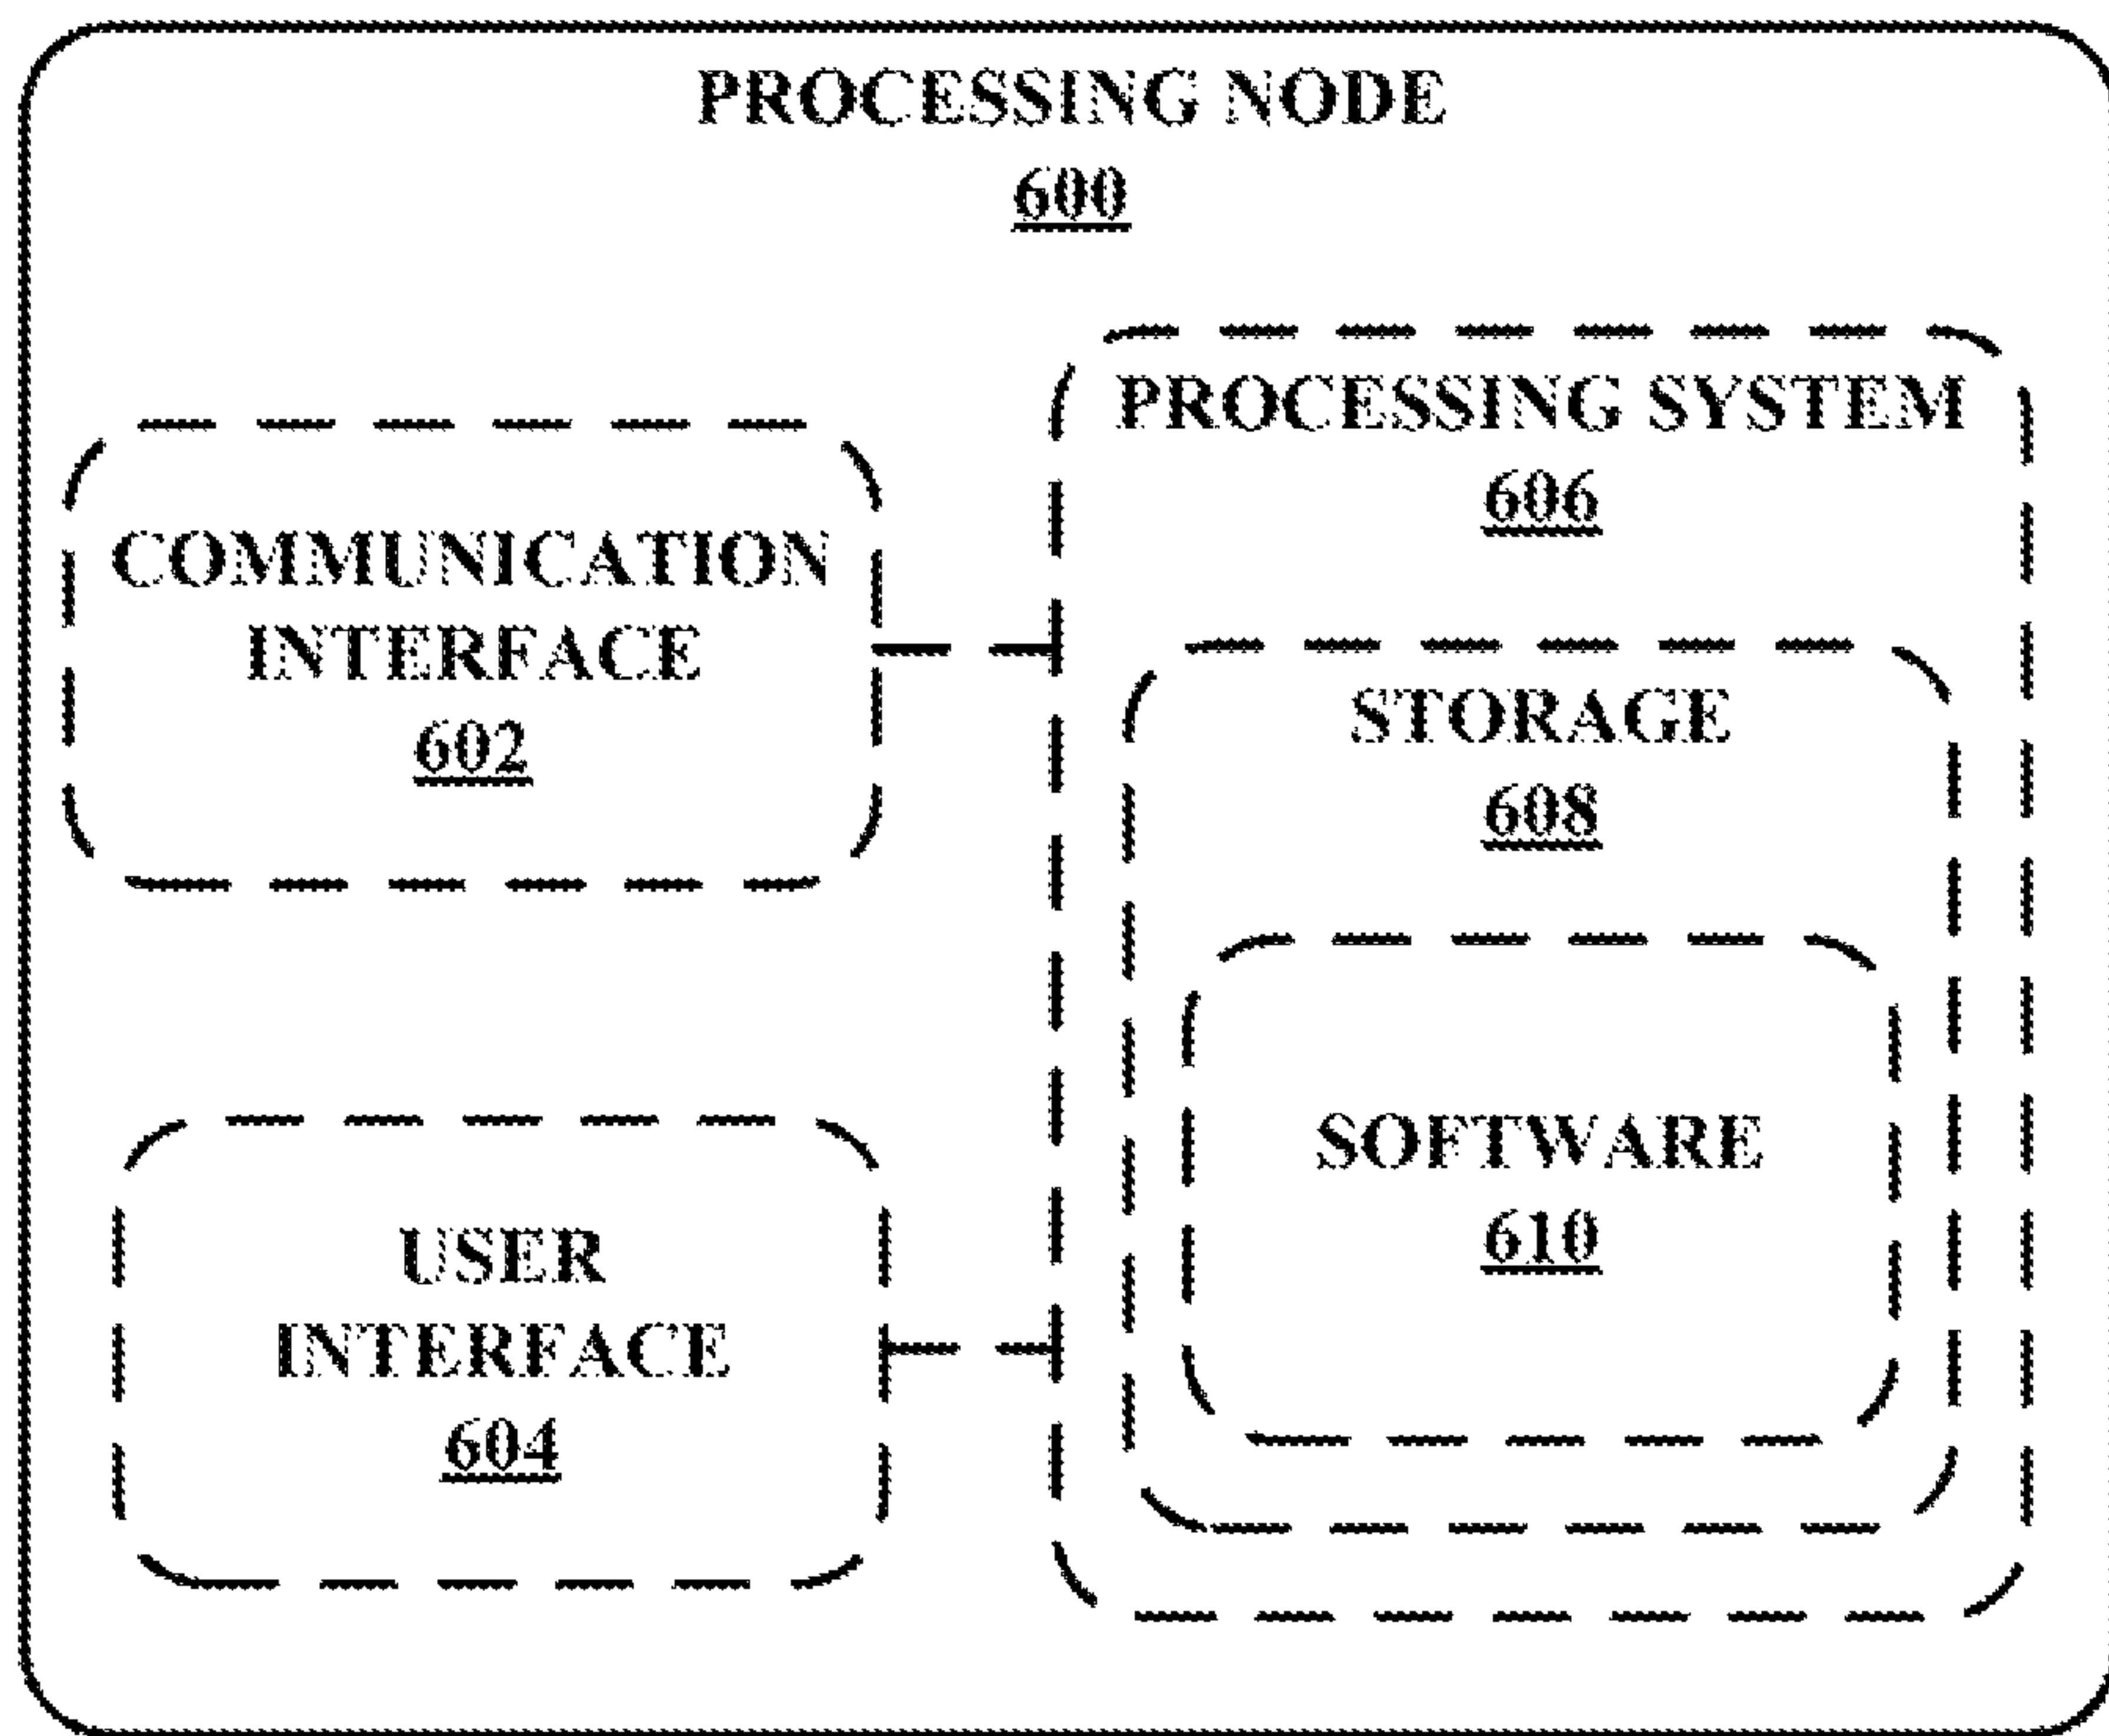 PROCESSING NODE
600
COMMUNICATION
INTERFACE
602
USER
INTERFACE
604
PROCESSING SYSTEM
606
STORAGE
608
SOFTWARE
610